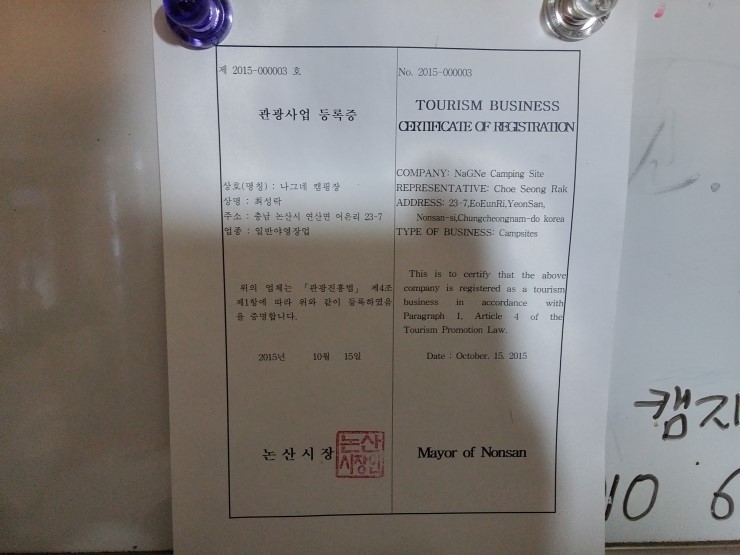 제 2015-000003 호
관광사업 등록증
상호(명칭) : 나그네 캠핑장
상명 : 최성락
주소 : 충남 논산시 연산면 어은리 23-7
업종 : 일반야영장업
위의 업체는 「관광진흥법」 제4조
제1항에 따라 위와 같이 등록하였음
을 증명합니다.
2015년 10월 15일
논산시장
논산
시장인
No. 2015-000003
TOURISM BUSINESS
CERTIFICATE OF REGISTRATION
COMPANY: NaGNe Camping Site
REPRESENTATIVE: Choe Seong Rak
ADDRESS: 23-7,EoEunRi,YeonSan,
Nonsan-si,Chungcheongnam-do korea
TYPE OF BUSINESS: Campsites
This is to certify that the above
company is registered as a tourism
business in accordance with
Paragraph 1, Article 4 of the
Tourism Promotion Law.
Date : October. 15. 2015
Mayor of Nonsan
캠지
10 6